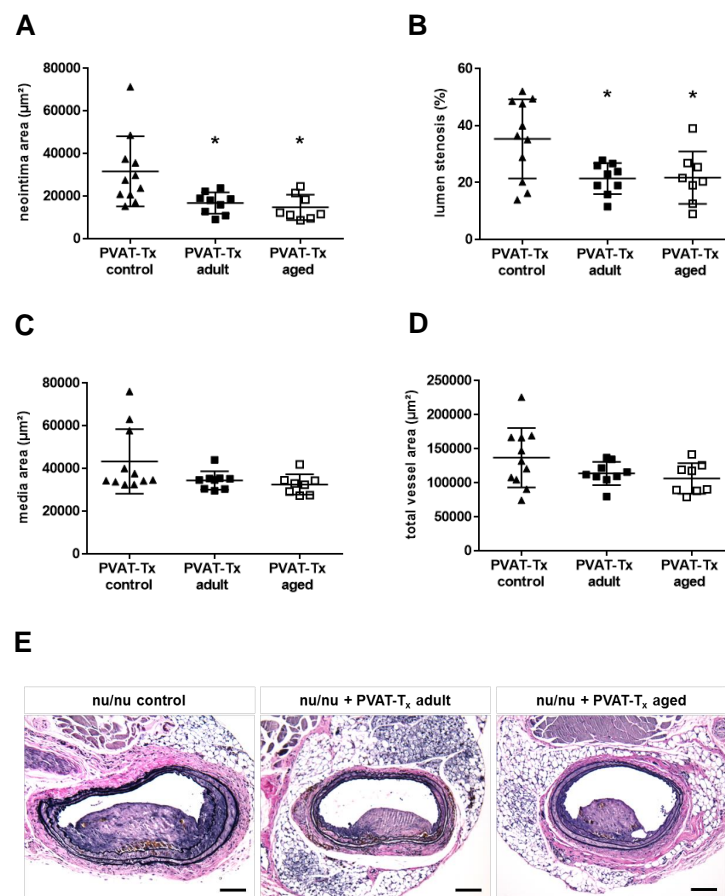 A
neointima area (µm²)
80000
60000
40000
20000
0
*
*
PVAT-Tx
control
PVAT-Tx
adult
PVAT-Tx
aged
B
lumen stenosis (%)
60
40
20
0
*
*
PVAT-Tx
control
PVAT-Tx
adult
PVAT-Tx
aged
C
media area (µm²)
80000
60000
40000
20000
0
PVAT-Tx
control
PVAT-Tx
adult
PVAT-Tx
aged
D
total vessel area (µm²)
250000
200000
150000
100000
50000
0
PVAT-Tx
control
PVAT-Tx
adult
PVAT-Tx
aged
E
nu/nu control
nu/nu + PVAT-Tₓ adult
nu/nu + PVAT-Tₓ aged